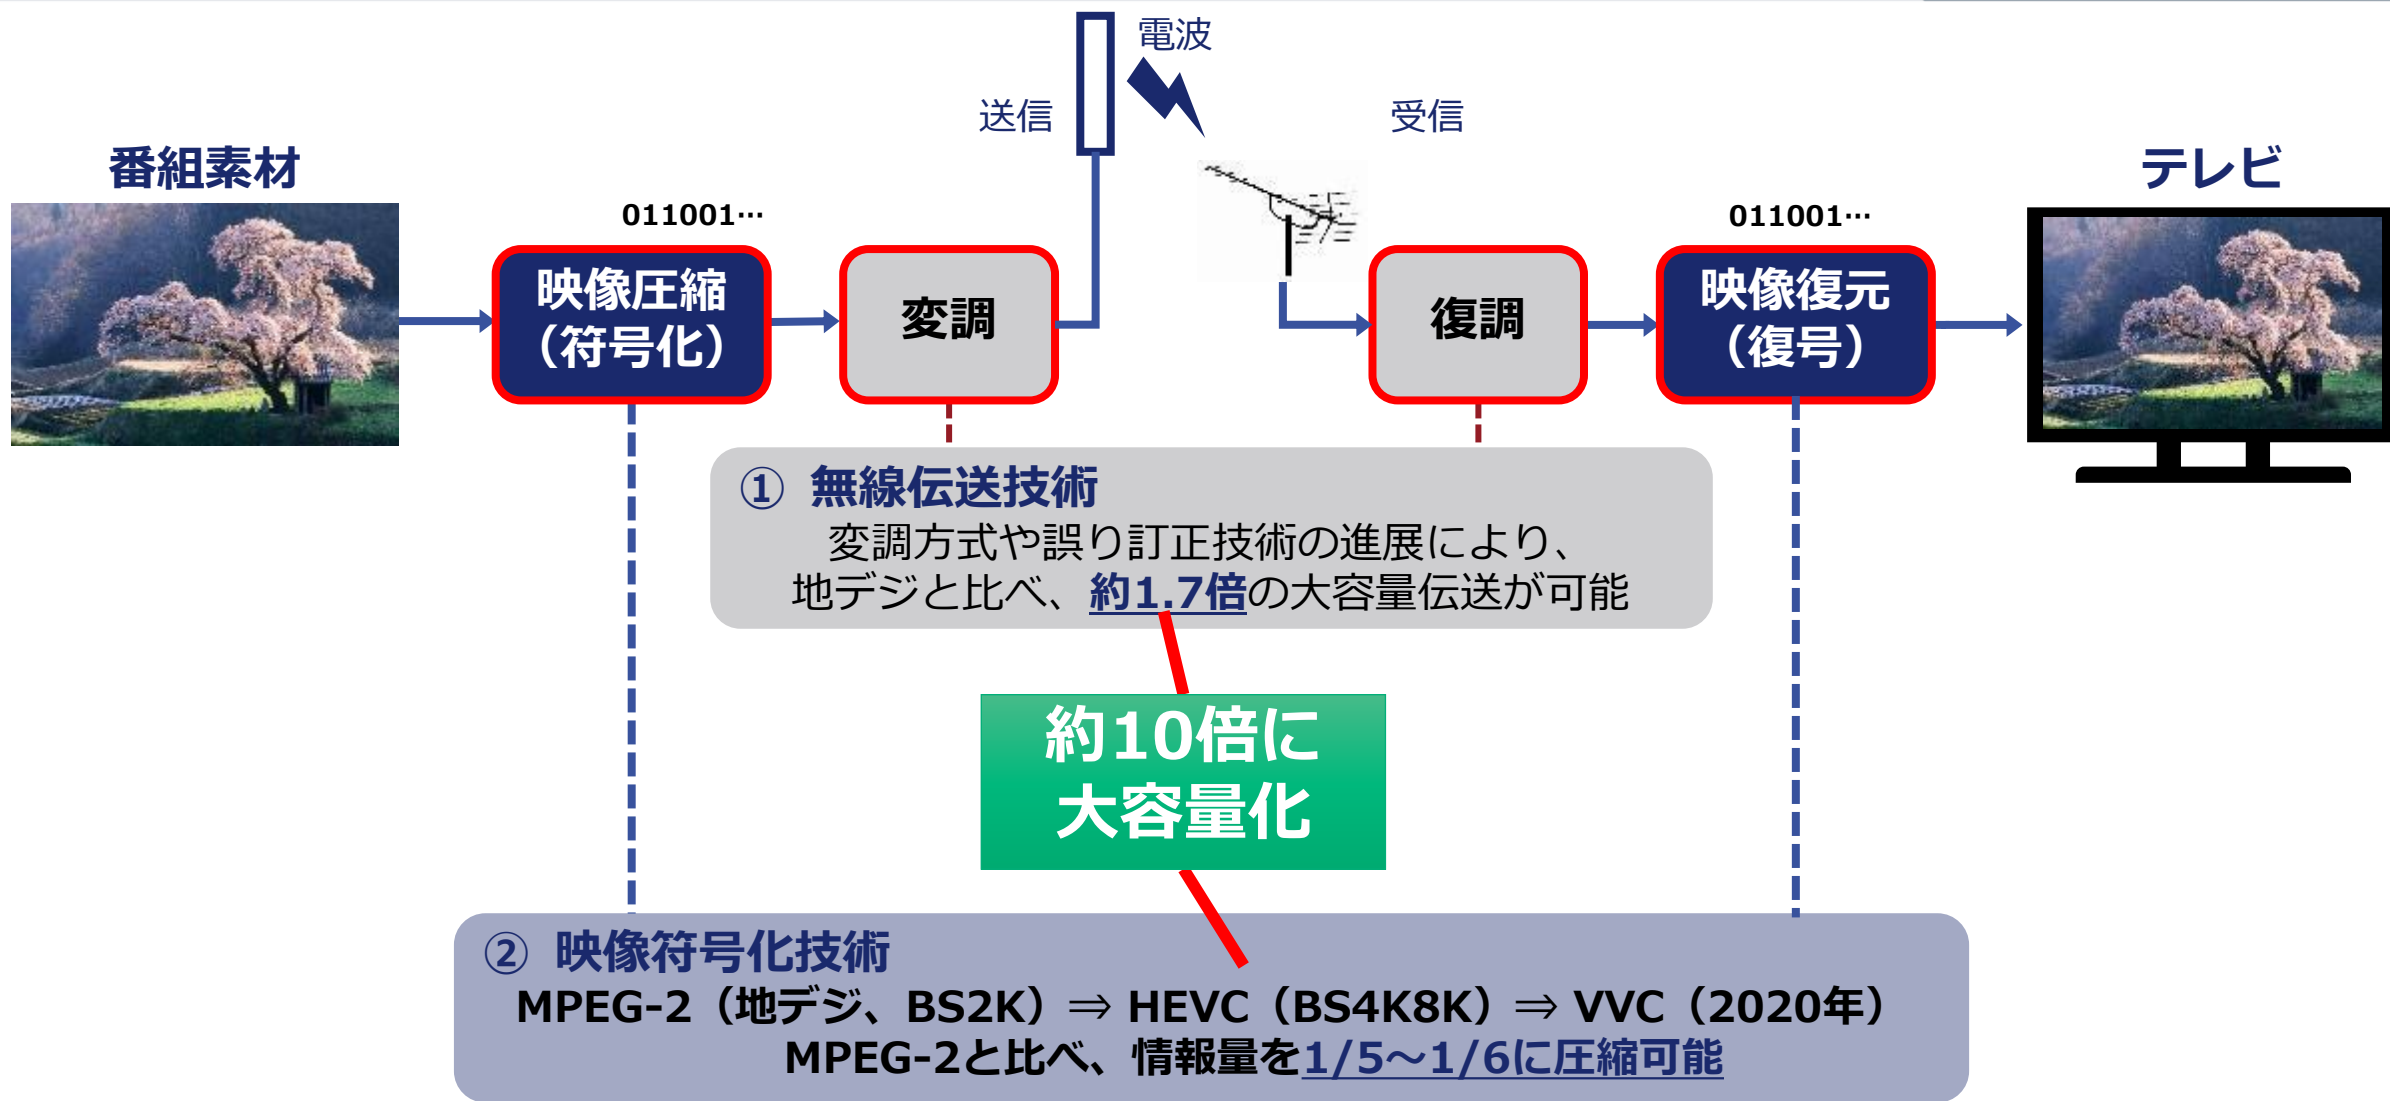 電波
送信
受信
番組素材
テレビ
011001…
011001…
映像圧縮
（符号化）
変調
復調
映像復元
（復号）
① 無線伝送技術
変調方式や誤り訂正技術の進展により、
地デジと比べ、約1.7倍の大容量伝送が可能
約10倍に
大容量化
② 映像符号化技術
MPEG-2（地デジ、BS2K）⇒ HEVC（BS4K8K）⇒ VVC（2020年）
MPEG-2と比べ、情報量を1/5～1/6に圧縮可能